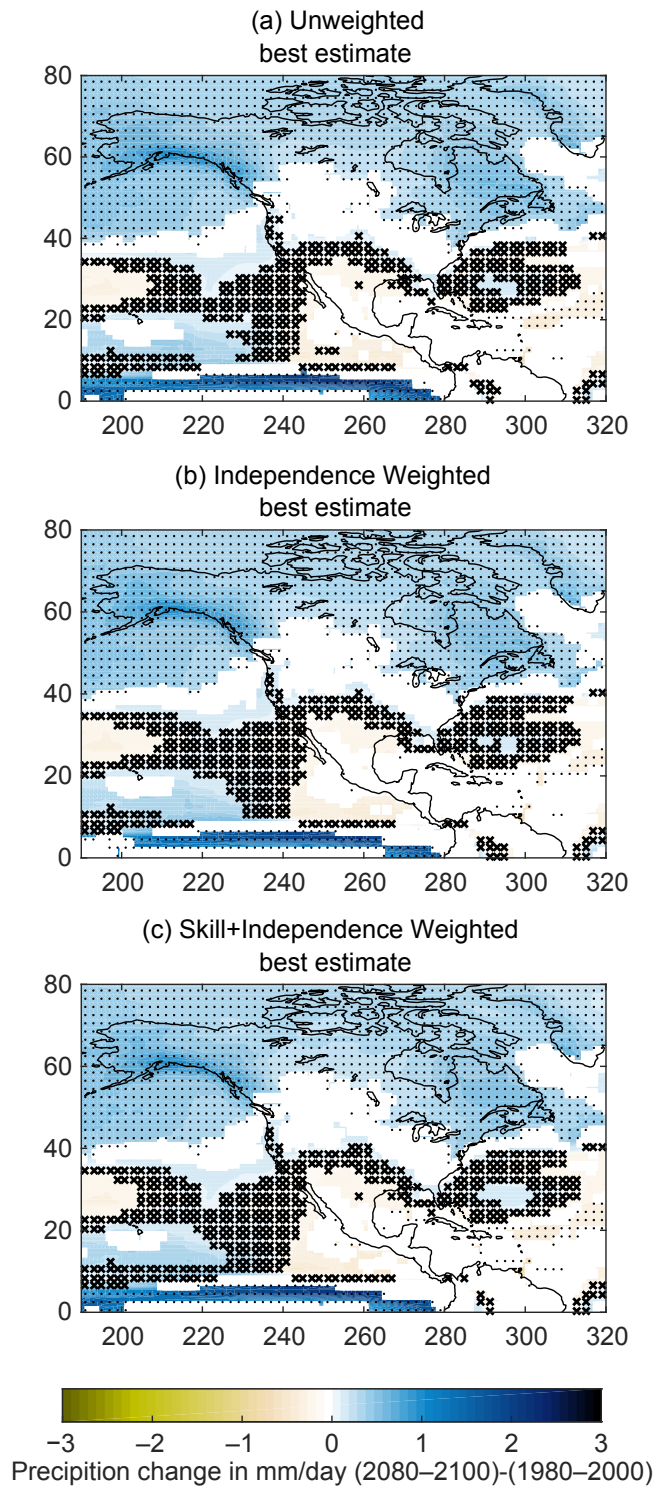 (a) Unweighted
best estimate
80
60
40
20
0
200 220 240 260 280 300 320
(b) Independence Weighted
best estimate
80
60
40
20
0
200 220 240 260 280 300 320
(c) Skill+Independence Weighted
best estimate
80
60
40
20
0
200 220 240 260 280 300 320
−3 −2 −1 0 1 2 3
Precipition change in mm/day (2080–2100)-(1980–2000)